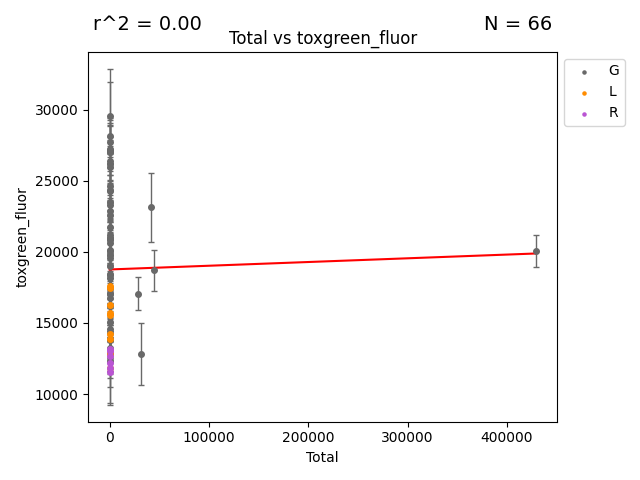 r^2 = 0.00
N = 66
Total vs toxgreen_fluor
G
L
R
30000
25000
20000
15000
10000
toxgreen_fluor
0
100000
200000
300000
400000
Total